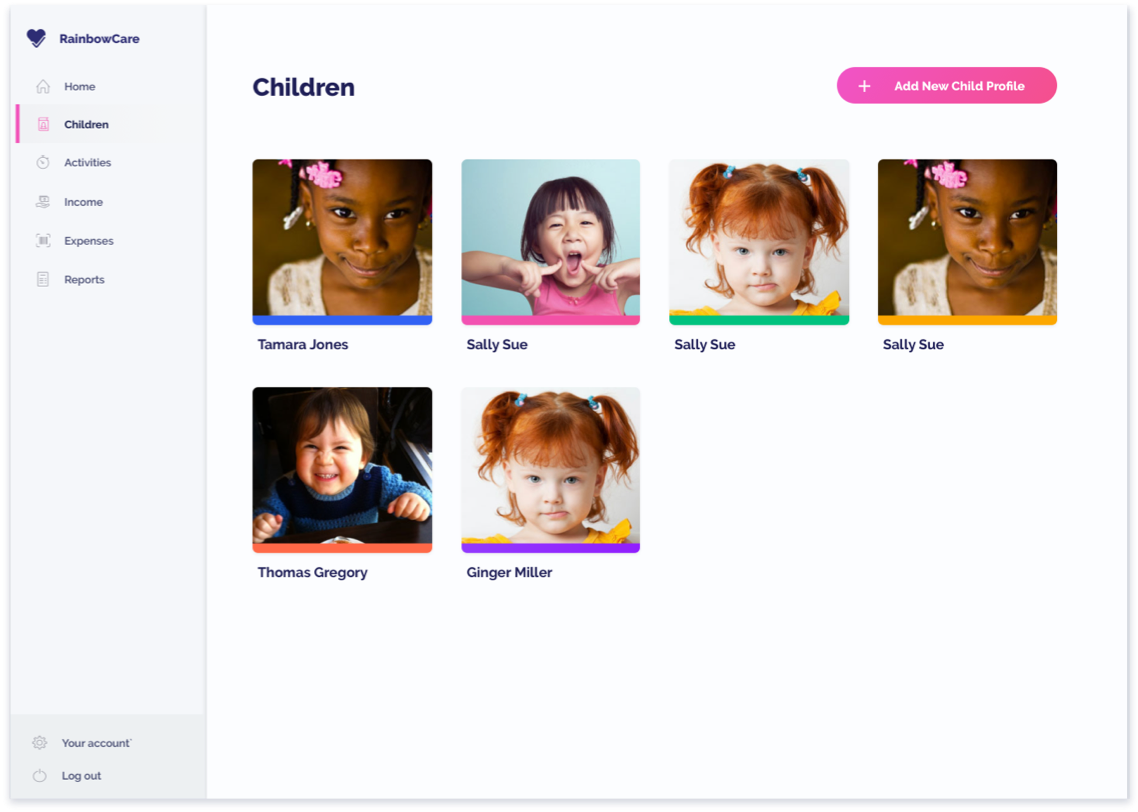 RainbowCare
Home
Children
Activities
Income
Expenses
Reports
Your account`
Log out
Children
+ Add New Child Profile
Tamara Jones
Sally Sue
Sally Sue
Sally Sue
Thomas Gregory
Ginger Miller